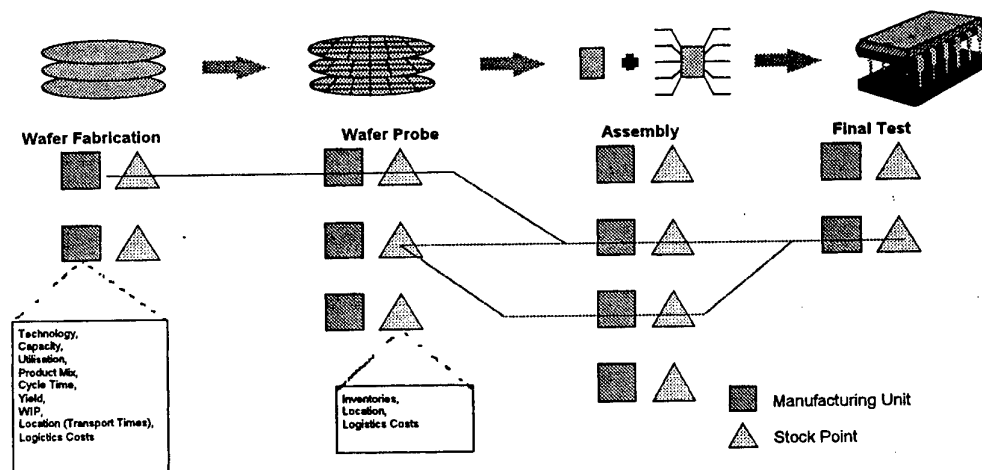 Wafer Fabrication
Wafer Probe
Assembly
Final Test
Technology,
Capacity,
Utilisation,
Product Mix,
Cycle Time,
Yield,
WIP,
Location (Transport Times),
Logictics Costs
Inventories,
Location,
Logistics Costs
Manufacturing Unit
Stock Point